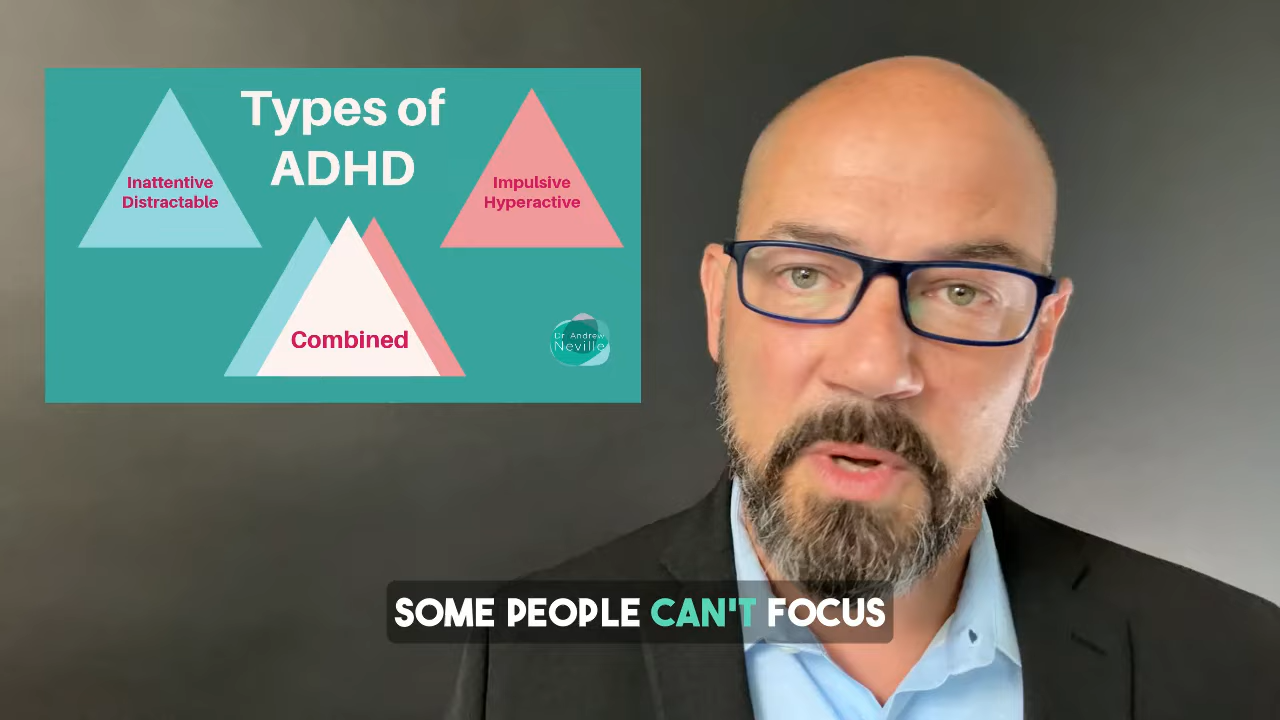 Types of
ADHD
Inattentive
Distractable
Impulsive
Hyperactive
Combined
Dr. Andrew
Neville
SOME PEOPLE CAN'T FOCUS